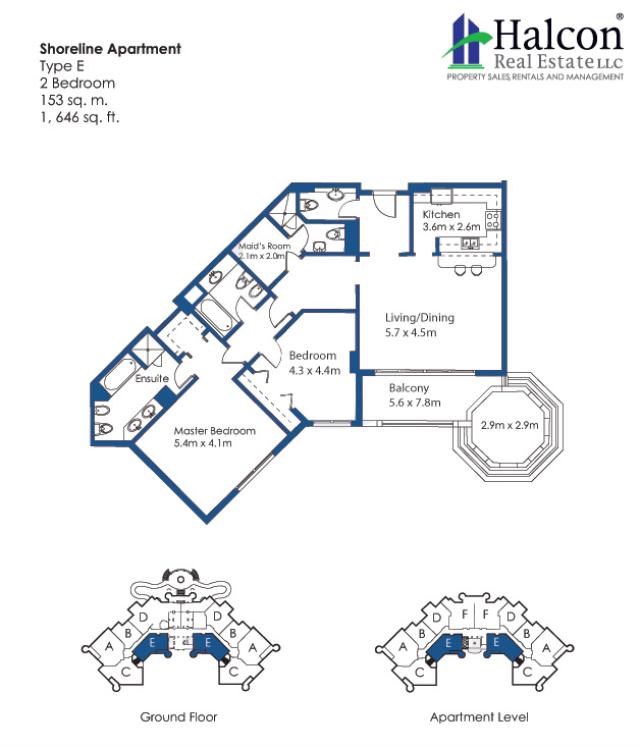 Shoreline Apartment
Type E
2 Bedroom
153 sq. m.
1, 646 sq. ft.
Halcon®
Real Estate LLC
PROPERTY SALES, RENTALS AND MANAGEMENT
Kitchen
3.6m x 2.6m
Maid's Room
2.1m x 2.0m
Living/Dining
5.7 x 4.5m
Bedroom
4.3 x 4.4m
Ensuite
Balcony
5.6 x 7.8m
2.9m x 2.9m
Master Bedroom
5.4m x 4.1m
D D
B E E B
A A
C C
Ground Floor
D F F D
B E E B
A A
C C
Apartment Level